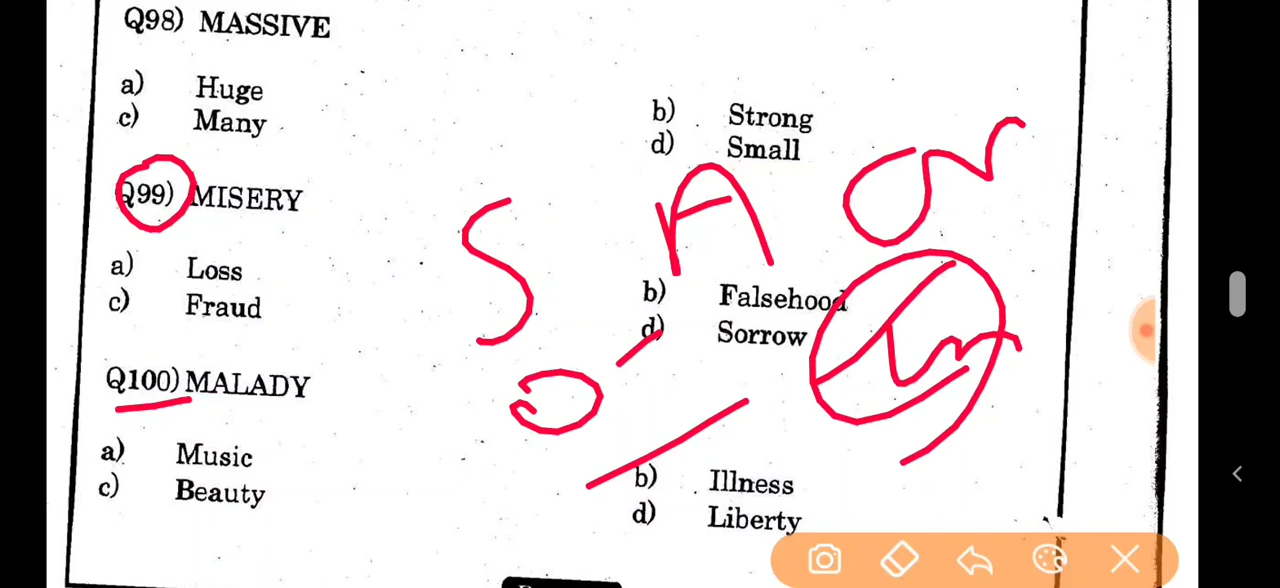 Q98) MASSIVE
a) Huge
b) Strong
c) Many
d) Small
Q99) MISERY
a) Loss
b) Falsehood
c) Fraud
d) Sorrow
Q100) MALADY
a) Music
b) Illness
c) Beauty
d) Liberty